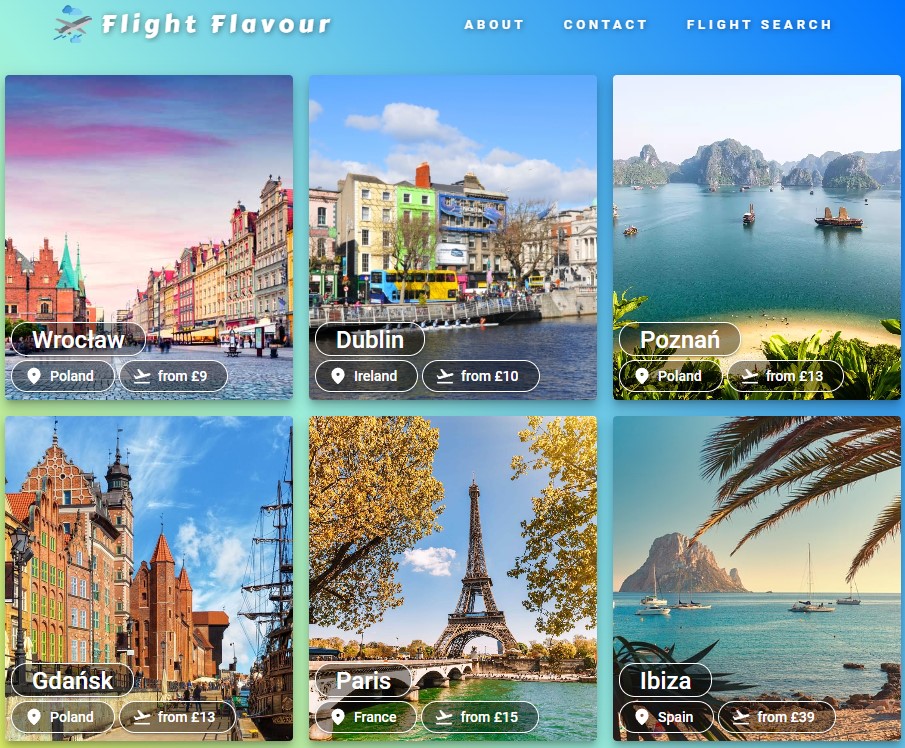 Flight Flavour
ABOUT
CONTACT
FLIGHT SEARCH
Wrocław
Poland
from £9
Dublin
Ireland
from £10
Poznań
Poland
from £13
Gdańsk
Poland
from £13
Paris
France
from £15
Ibiza
Spain
from £39